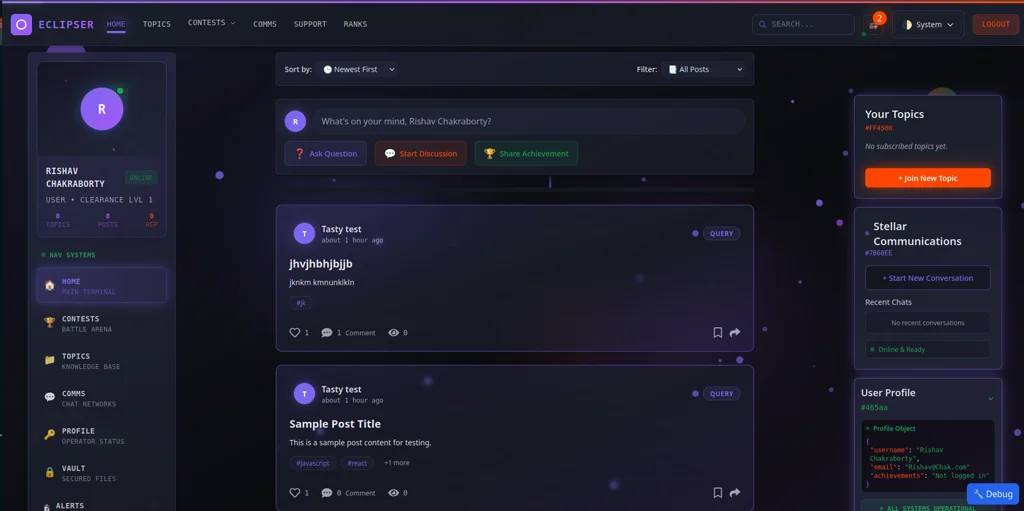 ECLIPSER
HOME
TOPICS
CONTESTS
COMMS
SUPPORT
RANKS
SEARCH...
2
System
LOGOUT
R
RISHAV
CHAKRABORTY
ONLINE
USER • CLEARANCE LVL 1
0 0 0
TOPICS POSTS REP
NAV SYSTEMS
HOME
MAIN TERMINAL
CONTESTS
BATTLE ARENA
TOPICS
KNOWLEDGE BASE
COMMS
CHAT NETWORKS
PROFILE
OPERATOR STATUS
VAULT
SECURED FILES
ALERTS
Sort by: Newest First
Filter: All Posts
R
What's on your mind, Rishav Chakraborty?
Ask Question
Start Discussion
Share Achievement
T
Tasty test
about 1 hour ago
QUERY
jhvjhbhjbjjb
jknkm kmnunklkln
#jk
1 1 Comment 0
T
Tasty test
about 1 hour ago
QUERY
Sample Post Title
This is a sample post content for testing.
#javascript #react +1 more
1 0 Comment 0
Your Topics
#FF4500
No subscribed topics yet.
+ Join New Topic
Stellar
Communications
#7B68EE
+ Start New Conversation
Recent Chats
No recent conversations
Online & Ready
User Profile
#465aa
Profile Object
{
"username": "Rishav
Chakraborty",
"email": "Rishav@Chak.com"
"achievements": "Not logged in"
}
ALL SYSTEMS OPERATIONAL
Debug